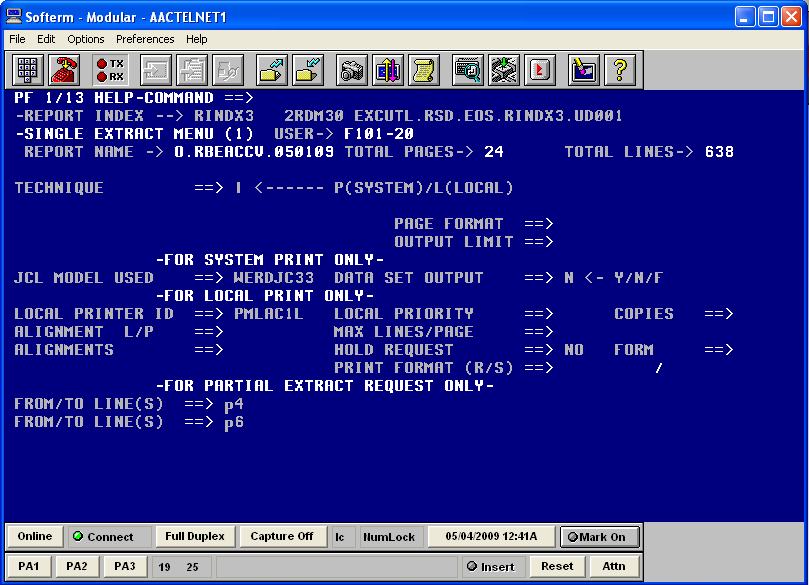 Softerm - Modular - AACTELNET1
File Edit Options Preferences Help
TX
RX
PF 1/13 HELP-COMMAND ==>
-REPORT INDEX --> RINDX3 2RDM30 EXCUTL.RSD.EOS.RINDX3.UD001
-SINGLE EXTRACT MENU (1) USER-> F101-20
REPORT NAME -> O.RBEACCV.050109 TOTAL PAGES-> 24 TOTAL LINES-> 638
TECHNIQUE ==> l <------ P(SYSTEM)/L(LOCAL)
PAGE FORMAT ==>
OUTPUT LIMIT ==>
-FOR SYSTEM PRINT ONLY-
JCL MODEL USED ==> WERDJC33 DATA SET OUTPUT ==> N <- Y/N/F
-FOR LOCAL PRINT ONLY-
LOCAL PRINTER ID ==> PMLAC1L LOCAL PRIORITY ==> COPIES ==>
ALIGNMENT L/P ==> MAX LINES/PAGE ==>
ALIGNMENTS ==> HOLD REQUEST ==> NO FORM ==>
PRINT FORMAT (R/S) ==> /
-FOR PARTIAL EXTRACT REQUEST ONLY-
FROM/TO LINE(S) ==> p4
FROM/TO LINE(S) ==> p6
Online Connect Full Duplex Capture Off lc NumLock 05/04/2009 12:41A Mark On
PA1 PA2 PA3 19 25 Insert Reset Attn